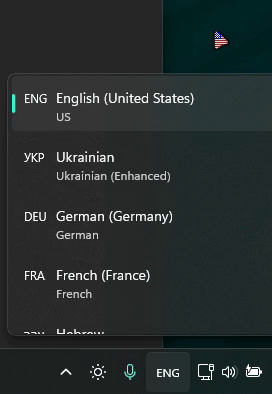 ENG English (United States)
US
УКР Ukrainian
Ukrainian (Enhanced)
DEU German (Germany)
German
FRA French (France)
French
Hebrew
ENG